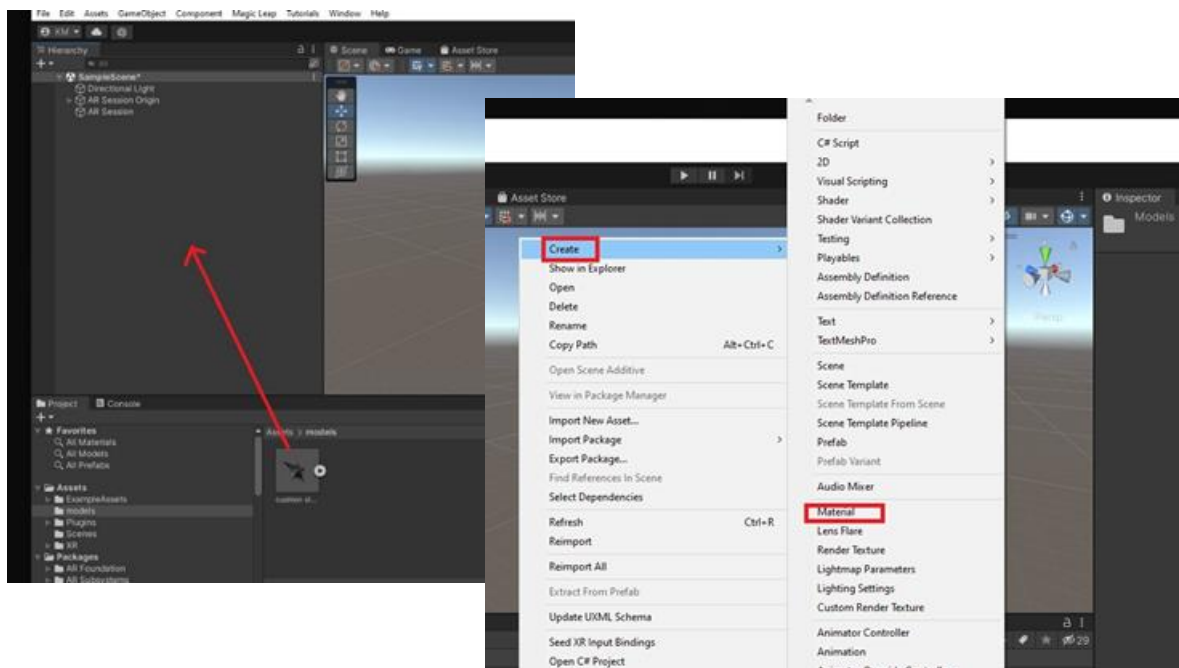 File Edit Assets GameObject Component Magic Leap Tutorials Window Help
KM
Hierarchy
Scene Game Asset Store
All
SampleScene*
Directional Light
AR Session Origin
AR Session
Project Console
Favorites
All Materials
All Models
All Prefabs
Assets
ExampleAssets
models
Plugins
Scenes
XR
Packages
AR Foundation
AR Subsystems
Assets > models
Asset Store
Create
Show in Explorer
Open
Delete
Rename
Copy Path Alt+Ctrl+C
Open Scene Additive
View in Package Manager
Import New Asset...
Import Package
Export Package...
Find References In Scene
Select Dependencies
Refresh Ctrl+R
Reimport
Reimport All
Extract From Prefab
Update UXML Schema
Seed XR Input Bindings
Open C# Project
Folder
C# Script
2D
Visual Scripting
Shader
Shader Variant Collection
Testing
Playables
Assembly Definition
Assembly Definition Reference
Text
TextMeshPro
Scene
Scene Template
Scene Template From Scene
Scene Template Pipeline
Prefab
Prefab Variant
Audio Mixer
Material
Lens Flare
Render Texture
Lightmap Parameters
Lighting Settings
Custom Render Texture
Animator Controller
Animation
Inspector
Models
Persp
29